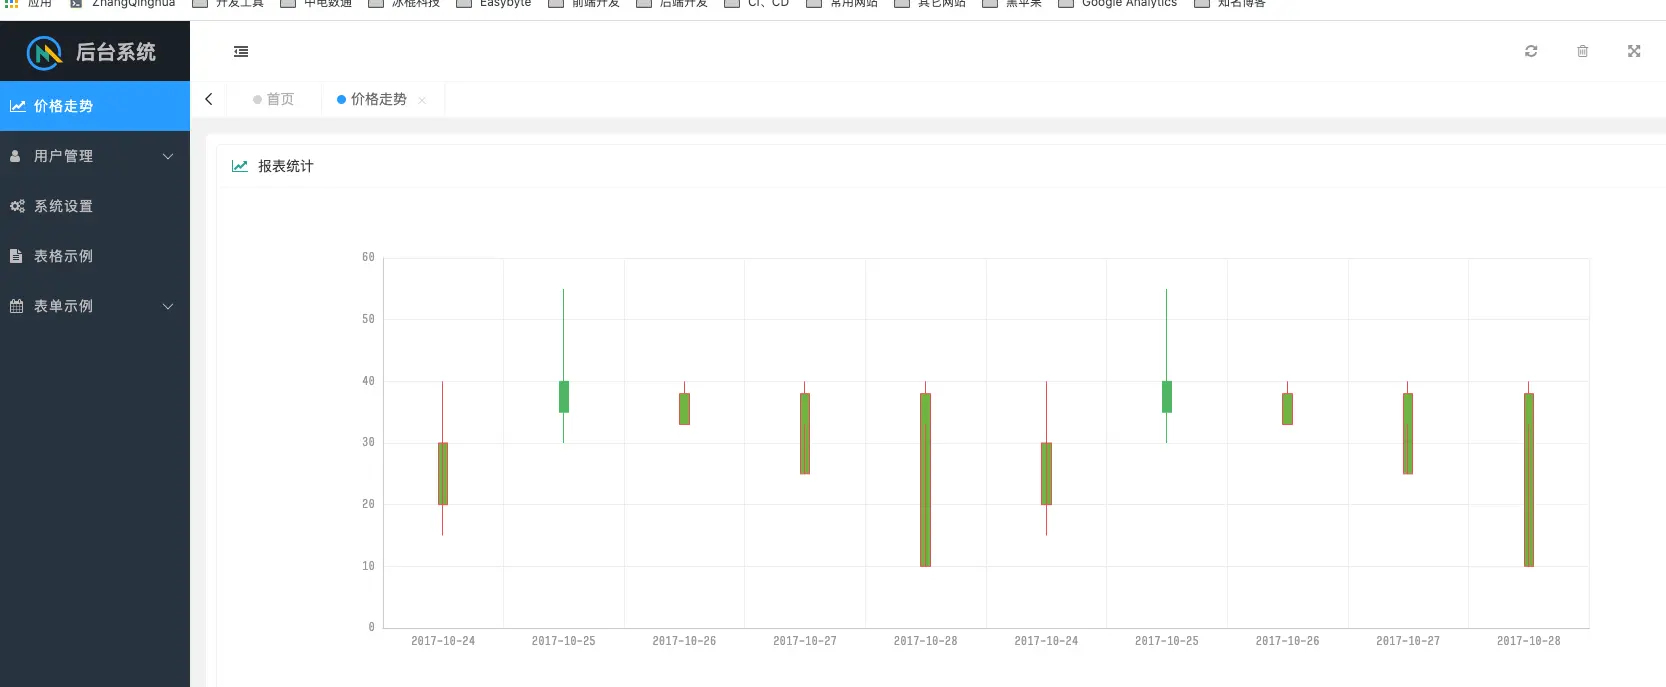 应用 ZhangQinghua 开发工具 中电数通 冰棍科技 Easybyte 前端开发 后端开发 CI、CD 常用网站 其它网站 黑苹果 Google Analytics 知名博客
后台系统
价格走势
用户管理
系统设置
表格示例
表单示例
首页 价格走势
报表统计
60
50
40
30
20
10
0
2017-10-24 2017-10-25 2017-10-26 2017-10-27 2017-10-28 2017-10-24 2017-10-25 2017-10-26 2017-10-27 2017-10-28